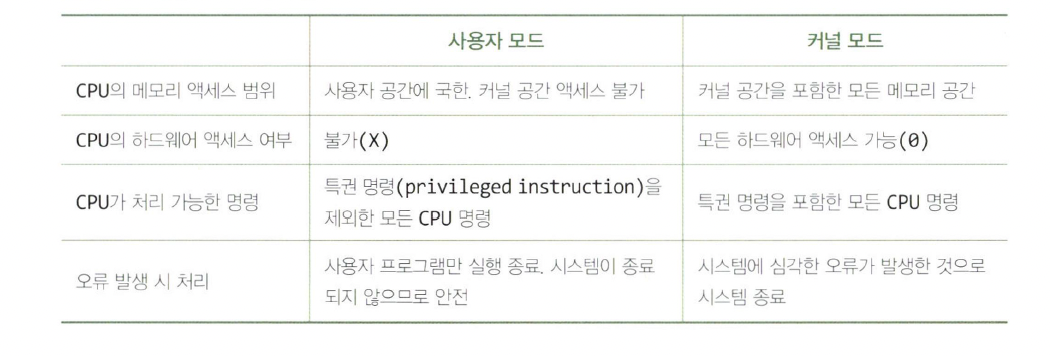 사용자 모드 커널 모드
CPU의 메모리 액세스 범위 사용자 공간에 국한. 커널 공간 액세스 불가 커널 공간을 포함한 모든 메모리 공간
CPU의 하드웨어 액세스 여부 불가(X) 모든 하드웨어 액세스 가능(0)
CPU가 처리 가능한 명령 특권 명령(privileged instruction)을
제외한 모든 CPU 명령 특권 명령을 포함한 모든 CPU 명령
오류 발생 시 처리 사용자 프로그램만 실행 종료. 시스템이 종료
되지 않으므로 안전 시스템에 심각한 오류가 발생한 것으로
시스템 종료